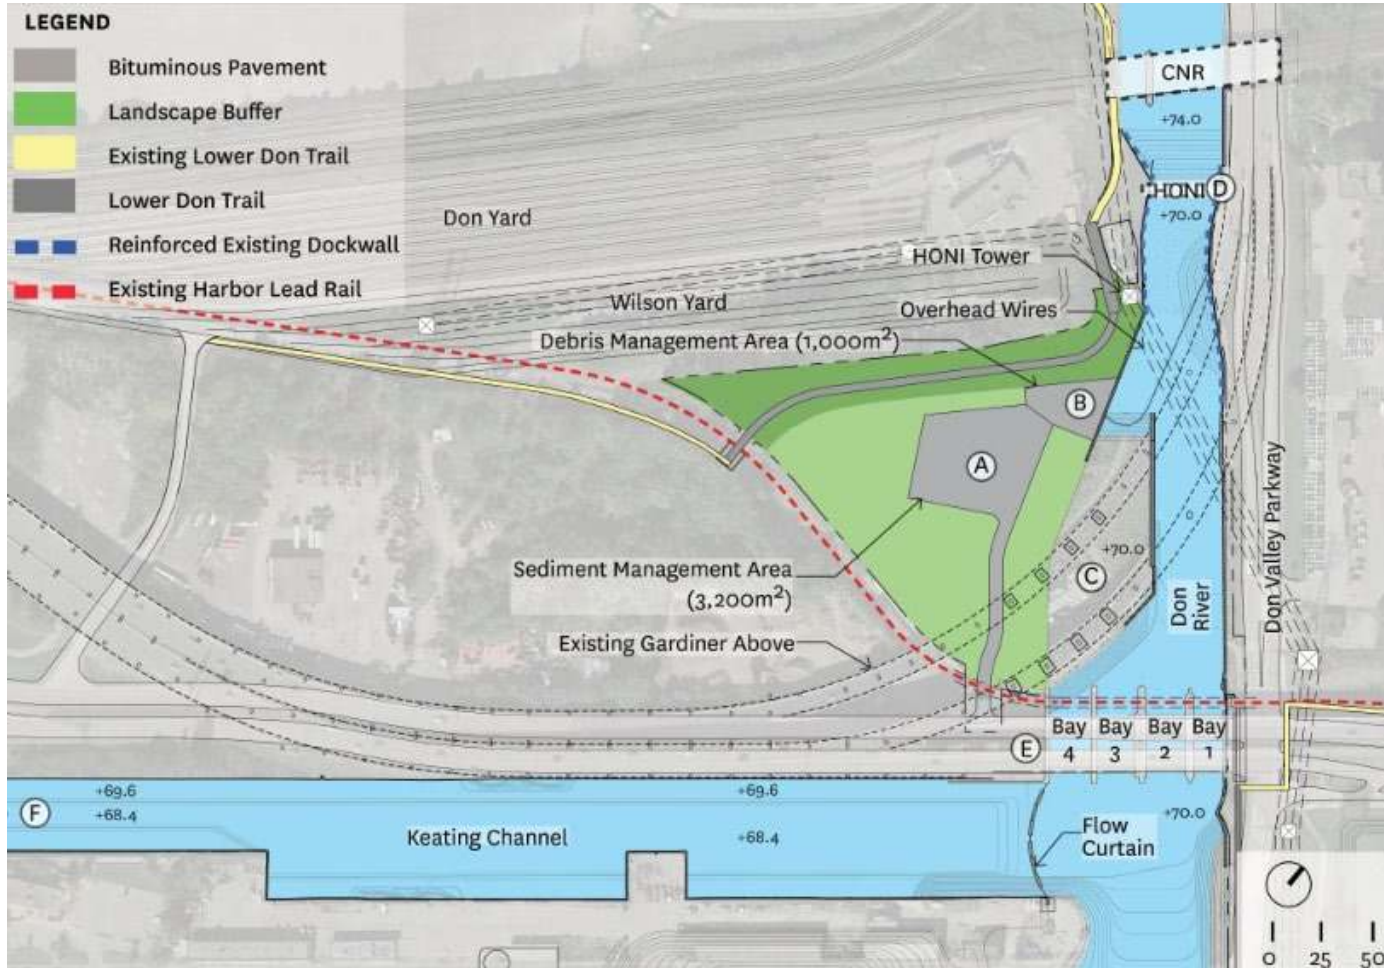 LEGEND
Bituminous Pavement
Landscape Buffer
Existing Lower Don Trail
Lower Don Trail
Reinforced Existing Dockwall
Existing Harbor Lead Rail
CNR
+74.0
HONI
D
+70.0
Don Yard
HONI Tower
Wilson Yard
Overhead Wires
Debris Management Area (1,000m²)
B
A
Don Valley Parkway
+70.0
Sediment Management Area
(3,200m²)
C
Don
River
Existing Gardiner Above
Bay
4
Bay
3
Bay
2
Bay
1
E
+69.6
+69.6
F
+68.4
Keating Channel
+68.4
Flow
Curtain
+70.0
0 25 50